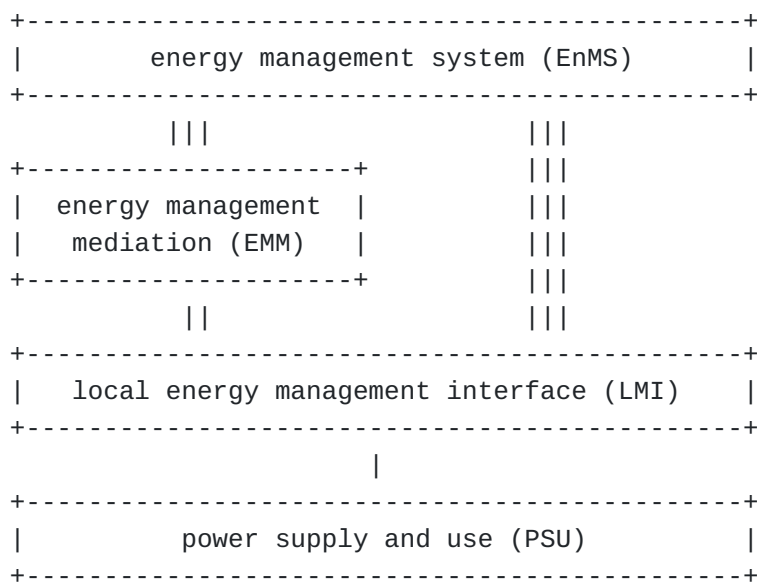 energy management system (EnMS)
energy management
mediation (EMM)
local energy management interface (LMI)
power supply and use (PSU)